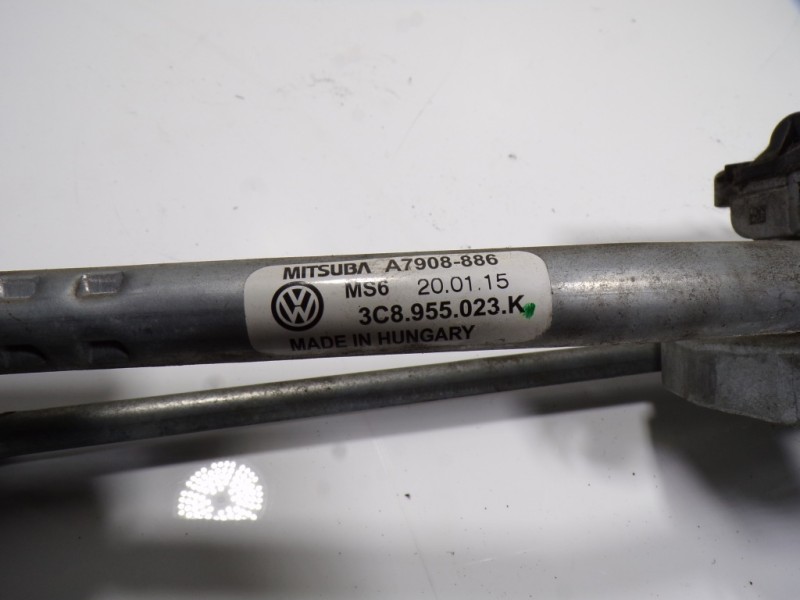 MITSUBA A7908-886
MS6 20.01.15
3C8.955.023.K
MADE IN HUNGARY